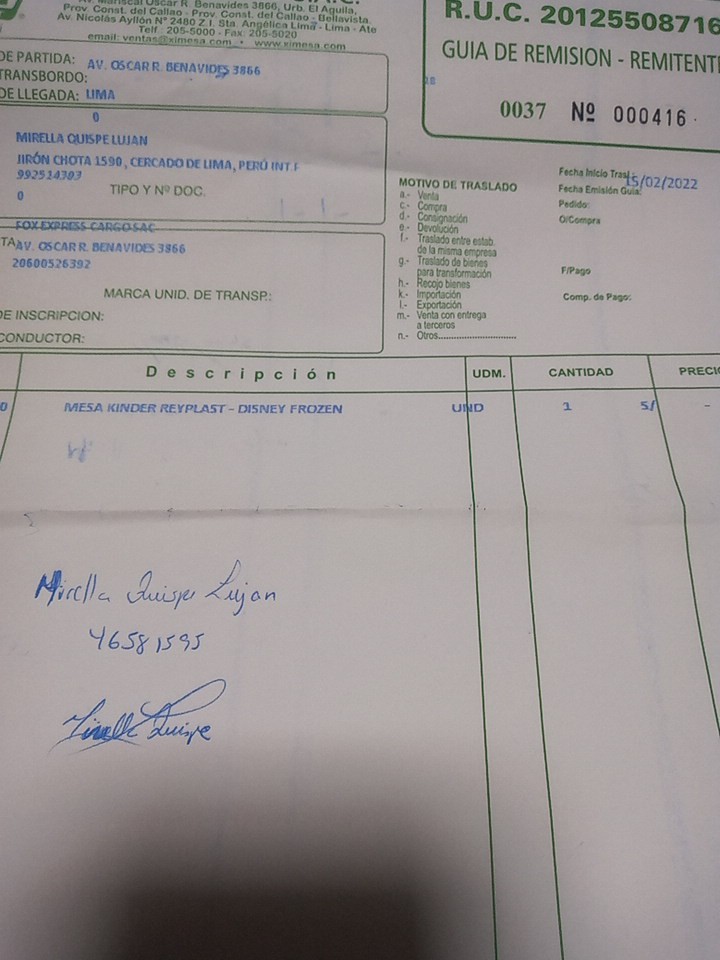 Mariscal Oscar R. Benavides 3866, Urb. El Aguila,
Prov. Const. del Callao - Prov. Const. del Callao - Bellavista.
Av. Nicolás Ayllón Nº 2480 Z.I. Sta. Angélica Lima - Lima - Ate
Telf.: 205-5000 - Fax: 205-5020
email: ventas@ximesa.com • www.ximesa.com
R.U.C. 20125508716
GUIA DE REMISION - REMITENT
0037 Nº 000416
DE PARTIDA: AV. OSCAR R. BENAVIDES 3866
TRANSBORDO:
DE LLEGADA: LIMA
0
MIRELLA QUISPE LUJAN
JIRÓN CHOTA 1590, CERCADO DE LIMA, PERÚ INT.F
992514303
TIPO Y Nº DOC.
0
FOX EXPRESS CARGO SAC
TA AV. OSCAR R. BENAVIDES 3866
20600526392
MARCA UNID. DE TRANSP.:
DE INSCRIPCION:
CONDUCTOR:
MOTIVO DE TRASLADO
a.- Venta
c.- Compra
d.- Consignación
e.- Devolución
f.- Traslado entre estab.
de la misma empresa
g.- Traslado de bienes
para transformación
h.- Recojo bienes
k.- Importación
l.- Exportación
m.- Venta con entrega
a terceros
n.- Otros
Fecha Inicio Trasl.:
Fecha Emisión Guía: 15/02/2022
Pedido:
O/Compra
F/Pago
Comp. de Pago:
Descripción UDM. CANTIDAD PRECIO
0 MESA KINDER REYPLAST - DISNEY FROZEN UND 1 S/ -
Mirella Quispe Lujan
46581595
Mirella Quispe